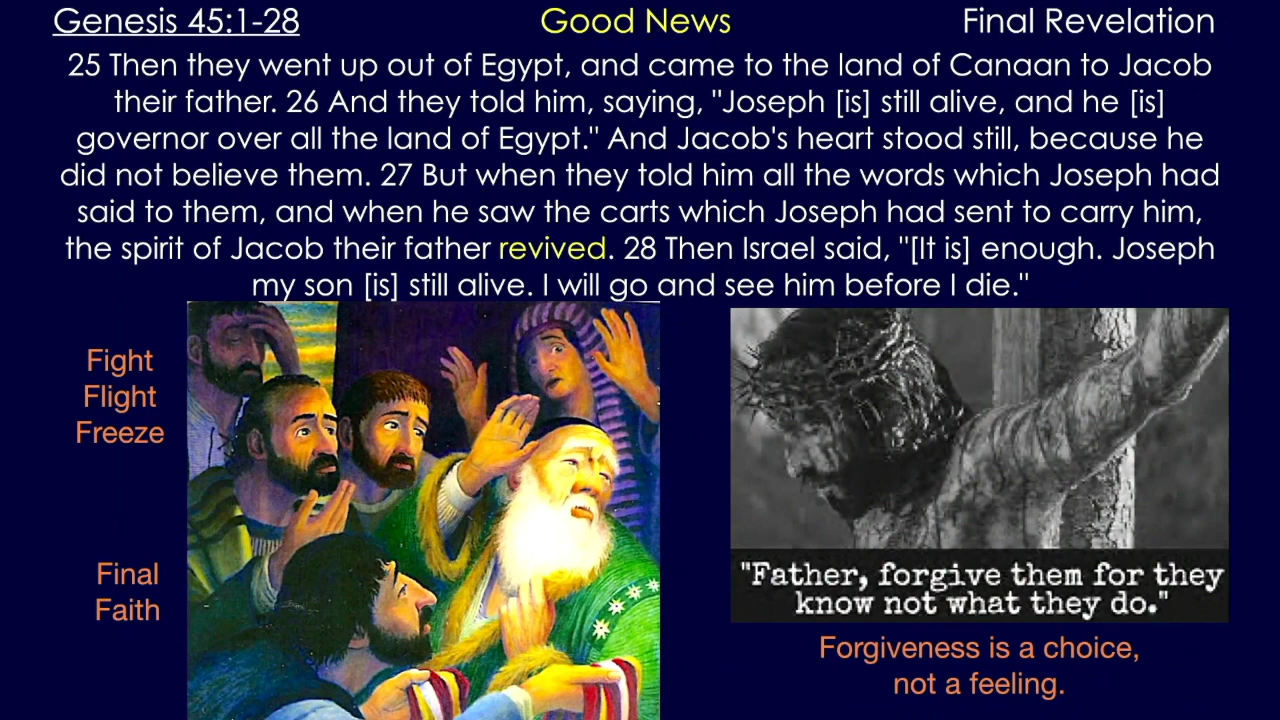 Genesis 45:1-28 Good News Final Revelation
25 Then they went up out of Egypt, and came to the land of Canaan to Jacob
their father. 26 And they told him, saying, "Joseph [is] still alive, and he [is]
governor over all the land of Egypt." And Jacob's heart stood still, because he
did not believe them. 27 But when they told him all the words which Joseph had
said to them, and when he saw the carts which Joseph had sent to carry him,
the spirit of Jacob their father revived. 28 Then Israel said, "[It is] enough. Joseph
my son [is] still alive. I will go and see him before I die."
Fight
Flight
Freeze
Final
Faith
"Father, forgive them for they
know not what they do."
Forgiveness is a choice,
not a feeling.